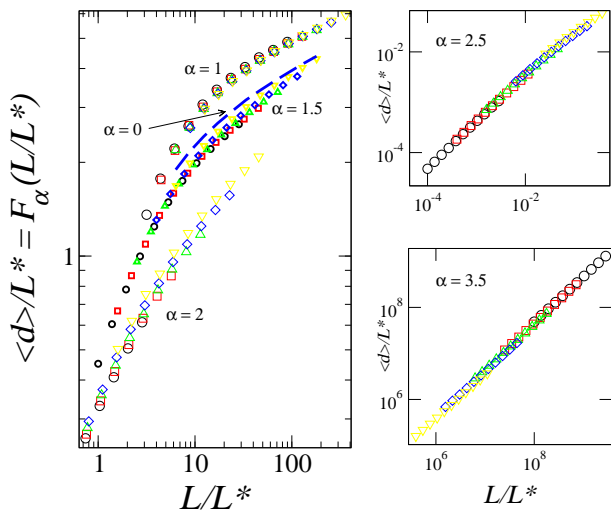 <d>/L* = F_α(L/L*)
α = 1
α = 0
α = 1.5
α = 2
1
1 10 100
L/L*
<d>/L*
α = 2.5
10^-2
10^-4
10^-4 10^-2
<d>/L*
α = 3.5
10^8
10^6
10^6 10^8
L/L*